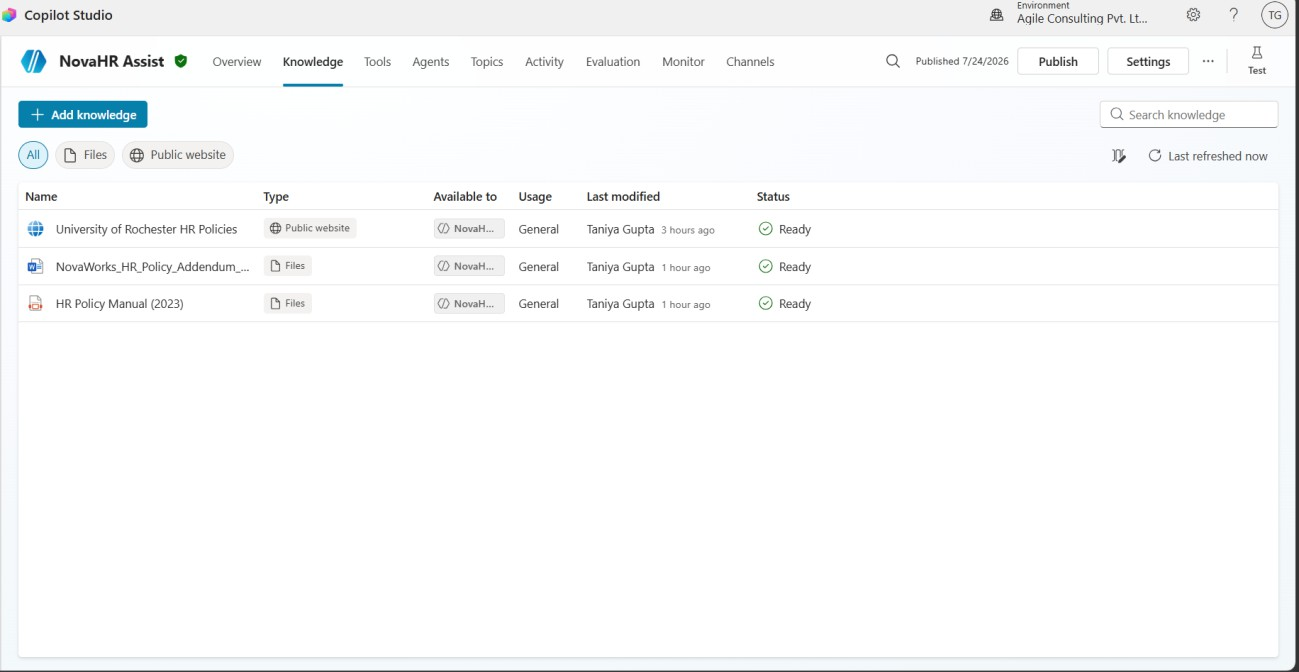 Copilot Studio
Environment
Agile Consulting Pvt. Lt...
?
TG
NovaHR Assist
Overview
Knowledge
Tools
Agents
Topics
Activity
Evaluation
Monitor
Channels
Published 7/24/2026
Publish
Settings
...
Test
+ Add knowledge
Search knowledge
All
Files
Public website
Last refreshed now
Name Type Available to Usage Last modified Status
University of Rochester HR Policies Public website NovaH... General Taniya Gupta 3 hours ago Ready
NovaWorks_HR_Policy_Addendum_... Files NovaH... General Taniya Gupta 1 hour ago Ready
HR Policy Manual (2023) Files NovaH... General Taniya Gupta 1 hour ago Ready